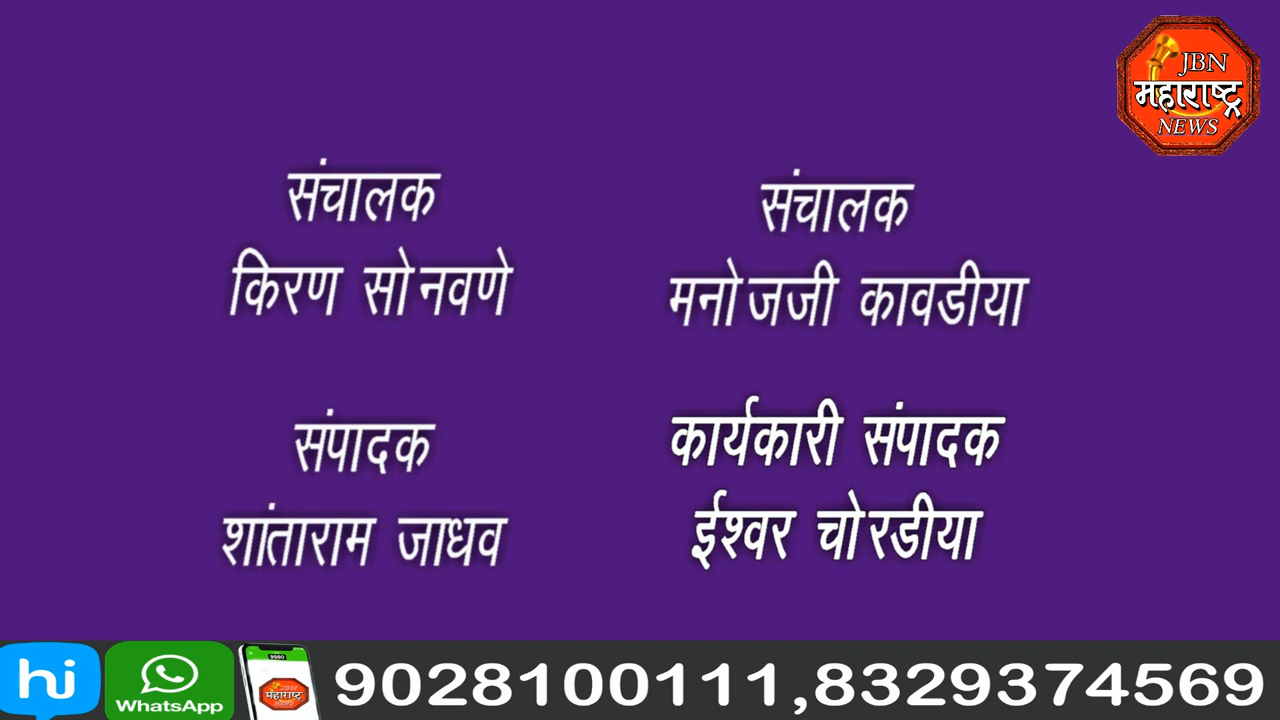 JBN
महाराष्ट्र
NEWS
संचालक
किरण सोनवणे
संचालक
मनोजजी कावडीया
संपादक
शांताराम जाधव
कार्यकारी संपादक
ईश्वर चोरडीया
hi
WhatsApp
9028100111,8329374569